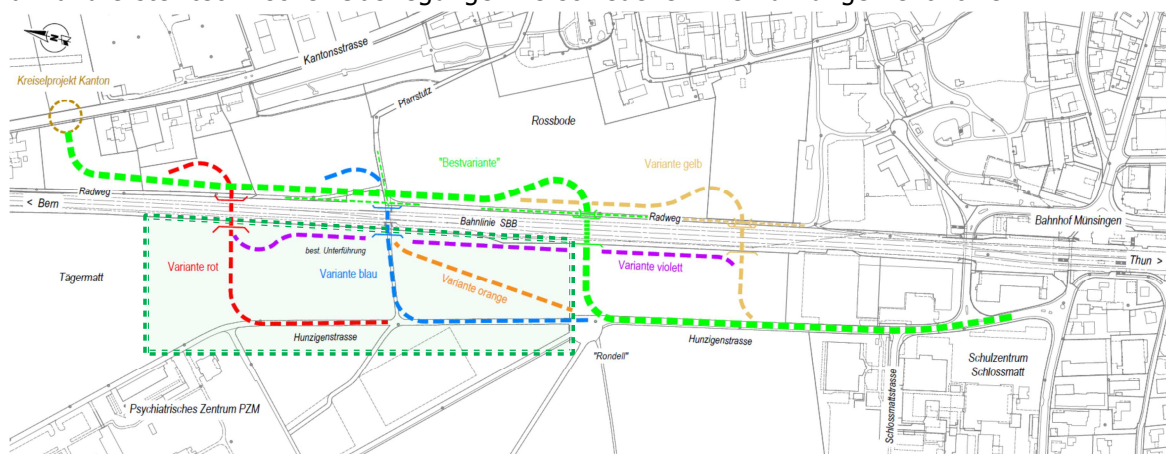 Kantonsstrasse
Kreiselprojekt Kanton
Pfarrstutz
Rossbode
"Bestvariante"
Variante gelb
Radweg
< Bern
Radweg
Bahnlinie SBB
Bahnhof Münsingen
best. Unterführung
Thun >
Tägermatt
Variante rot
Variante blau
Variante orange
Variante violett
Hunzigenstrasse
Hunzigenstrasse
"Rondell"
Schulzentrum
Schlossmatt
Schlossmattstrasse
Psychiatrisches Zentrum PZM